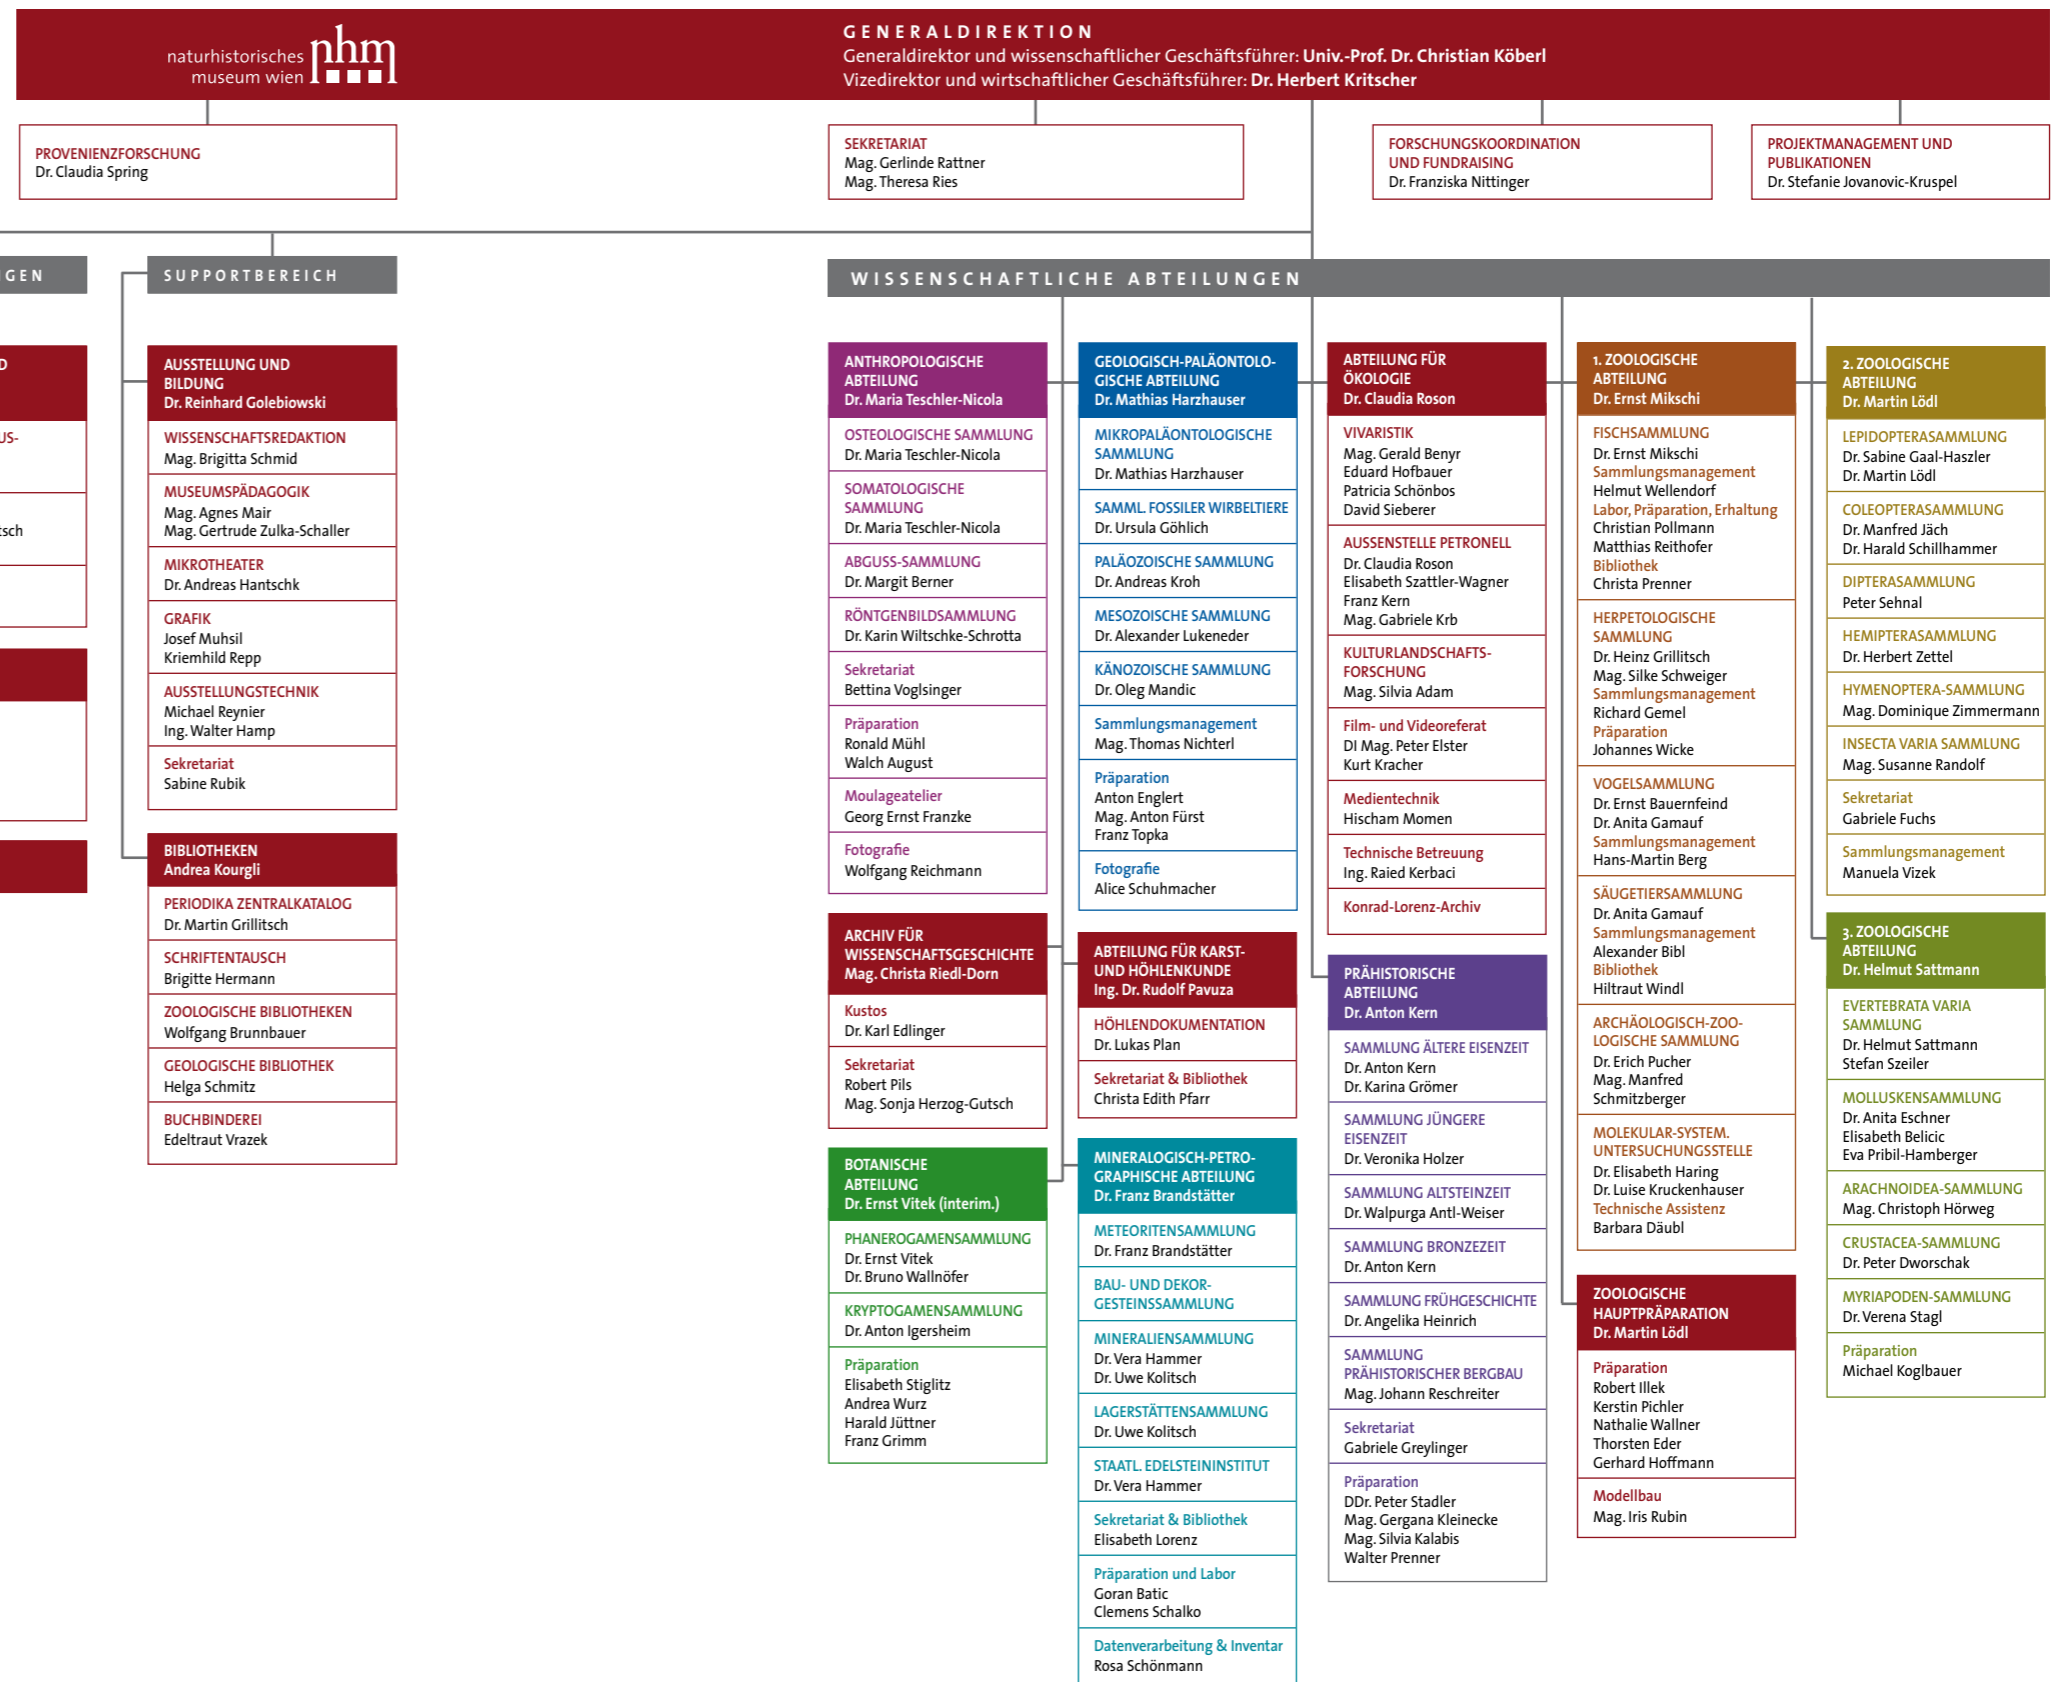 naturhistorisches
museum wien
nhm
GENERALDIREKTION
Generaldirektor und wissenschaftlicher Geschäftsführer: Univ.-Prof. Dr. Christian Köberl
Vizedirektor und wirtschaftlicher Geschäftsführer: Dr. Herbert Kritscher
PROVENIENZFORSCHUNG
Dr. Claudia Spring
SEKRETARIAT
Mag. Gerlinde Rattner
Mag. Theresa Ries
FORSCHUNGSKOORDINATION
UND FUNDRAISING
Dr. Franziska Nittinger
PROJEKTMANAGEMENT UND
PUBLIKATIONEN
Dr. Stefanie Jovanovic-Kruspel
GEN
D
US-
tsch
SUPPORTBEREICH
AUSSTELLUNG UND
BILDUNG
Dr. Reinhard Golebiowski
WISSENSCHAFTSREDAKTION
Mag. Brigitta Schmid
MUSEUMSPÄDAGOGIK
Mag. Agnes Mair
Mag. Gertrude Zulka-Schaller
MIKROTHEATER
Dr. Andreas Hantschk
GRAFIK
Josef Muhsil
Kriemhild Repp
AUSSTELLUNGSTECHNIK
Michael Reynier
Ing. Walter Hamp
Sekretariat
Sabine Rubik
BIBLIOTHEKEN
Andrea Kourgli
PERIODIKA ZENTRALKATALOG
Dr. Martin Grillitsch
SCHRIFTENTAUSCH
Brigitte Hermann
ZOOLOGISCHE BIBLIOTHEKEN
Wolfgang Brunnbauer
GEOLOGISCHE BIBLIOTHEK
Helga Schmitz
BUCHBINDEREI
Edeltraut Vrazek
WISSENSCHAFTLICHE ABTEILUNGEN
ANTHROPOLOGISCHE
ABTEILUNG
Dr. Maria Teschler-Nicola
OSTEOLOGISCHE SAMMLUNG
Dr. Maria Teschler-Nicola
SOMATOLOGISCHE
SAMMLUNG
Dr. Maria Teschler-Nicola
ABGUSS-SAMMLUNG
Dr. Margit Berner
RÖNTGENBILDSAMMLUNG
Dr. Karin Wiltschke-Schrotta
Sekretariat
Bettina Voglsinger
Präparation
Ronald Mühl
Walch August
Moulageatelier
Georg Ernst Franzke
Fotografie
Wolfgang Reichmann
ARCHIV FÜR
WISSENSCHAFTSGESCHICHTE
Mag. Christa Riedl-Dorn
Kustos
Dr. Karl Edlinger
Sekretariat
Robert Pils
Mag. Sonja Herzog-Gutsch
BOTANISCHE
ABTEILUNG
Dr. Ernst Vitek (interim.)
PHANEROGAMENSAMMLUNG
Dr. Ernst Vitek
Dr. Bruno Wallnöfer
KRYPTOGAMENSAMMLUNG
Dr. Anton Igersheim
Präparation
Elisabeth Stiglitz
Andrea Wurz
Harald Jüttner
Franz Grimm
GEOLOGISCH-PALÄONTOLO-
GISCHE ABTEILUNG
Dr. Mathias Harzhauser
MIKROPALÄONTOLOGISCHE
SAMMLUNG
Dr. Mathias Harzhauser
SAMML. FOSSILER WIRBELTIERE
Dr. Ursula Göhlich
PALÄOZOISCHE SAMMLUNG
Dr. Andreas Kroh
MESOZOISCHE SAMMLUNG
Dr. Alexander Lukeneder
KÄNOZOISCHE SAMMLUNG
Dr. Oleg Mandic
Sammlungsmanagement
Mag. Thomas Nichterl
Präparation
Anton Englert
Mag. Anton Fürst
Franz Topka
Fotografie
Alice Schuhmacher
ABTEILUNG FÜR KARST-
UND HÖHLENKUNDE
Ing. Dr. Rudolf Pavuza
HÖHLENDOKUMENTATION
Dr. Lukas Plan
Sekretariat & Bibliothek
Christa Edith Pfarr
MINERALOGISCH-PETRO-
GRAPHISCHE ABTEILUNG
Dr. Franz Brandstätter
METEORITENSAMMLUNG
Dr. Franz Brandstätter
BAU- UND DEKOR-
GESTEINSSAMMLUNG
MINERALIENSAMMLUNG
Dr. Vera Hammer
Dr. Uwe Kolitsch
LAGERSTÄTTENSAMMLUNG
Dr. Uwe Kolitsch
STAATL. EDELSTEININSTITUT
Dr. Vera Hammer
Sekretariat & Bibliothek
Elisabeth Lorenz
Präparation und Labor
Goran Batic
Clemens Schalko
Datenverarbeitung & Inventar
Rosa Schönmann
ABTEILUNG FÜR
ÖKOLOGIE
Dr. Claudia Roson
VIVARISTIK
Mag. Gerald Benyr
Eduard Hofbauer
Patricia Schönbos
David Sieberer
AUSSENSTELLE PETRONELL
Dr. Claudia Roson
Elisabeth Szattler-Wagner
Franz Kern
Mag. Gabriele Krb
KULTURLANDSCHAFTS-
FORSCHUNG
Mag. Silvia Adam
Film- und Videoreferat
DI Mag. Peter Elster
Kurt Kracher
Medientechnik
Hischam Momen
Technische Betreuung
Ing. Raied Kerbaci
Konrad-Lorenz-Archiv
PRÄHISTORISCHE
ABTEILUNG
Dr. Anton Kern
SAMMLUNG ÄLTERE EISENZEIT
Dr. Anton Kern
Dr. Karina Grömer
SAMMLUNG JÜNGERE
EISENZEIT
Dr. Veronika Holzer
SAMMLUNG ALTSTEINZEIT
Dr. Walpurga Antl-Weiser
SAMMLUNG BRONZEZEIT
Dr. Anton Kern
SAMMLUNG FRÜHGESCHICHTE
Dr. Angelika Heinrich
SAMMLUNG
PRÄHISTORISCHER BERGBAU
Mag. Johann Reschreiter
Sekretariat
Gabriele Greylinger
Präparation
DDr. Peter Stadler
Mag. Gergana Kleinecke
Mag. Silvia Kalabis
Walter Prenner
1. ZOOLOGISCHE
ABTEILUNG
Dr. Ernst Mikschi
FISCHSAMMLUNG
Dr. Ernst Mikschi
Sammlungsmanagement
Helmut Wellendorf
Labor, Präparation, Erhaltung
Christian Pollmann
Matthias Reithofer
Bibliothek
Christa Prenner
HERPETOLOGISCHE
SAMMLUNG
Dr. Heinz Grillitsch
Mag. Silke Schweiger
Sammlungsmanagement
Richard Gemel
Präparation
Johannes Wicke
VOGELSAMMLUNG
Dr. Ernst Bauernfeind
Dr. Anita Gamauf
Sammlungsmanagement
Hans-Martin Berg
SÄUGETIERSAMMLUNG
Dr. Anita Gamauf
Sammlungsmanagement
Alexander Bibl
Bibliothek
Hiltraut Windl
ARCHÄOLOGISCH-ZOO-
LOGISCHE SAMMLUNG
Dr. Erich Pucher
Mag. Manfred
Schmitzberger
MOLEKULAR-SYSTEM.
UNTERSUCHUNGSSTELLE
Dr. Elisabeth Haring
Dr. Luise Kruckenhauser
Technische Assistenz
Barbara Däubl
ZOOLOGISCHE
HAUPTPRÄPARATION
Dr. Martin Lödl
Präparation
Robert Illek
Kerstin Pichler
Nathalie Wallner
Thorsten Eder
Gerhard Hoffmann
Modellbau
Mag. Iris Rubin
2. ZOOLOGISCHE
ABTEILUNG
Dr. Martin Lödl
LEPIDOPTERASAMMLUNG
Dr. Sabine Gaal-Haszler
Dr. Martin Lödl
COLEOPTERASAMMLUNG
Dr. Manfred Jäch
Dr. Harald Schillhammer
DIPTERASAMMLUNG
Peter Sehnal
HEMIPTERASAMMLUNG
Dr. Herbert Zettel
HYMENOPTERA-SAMMLUNG
Mag. Dominique Zimmermann
INSECTA VARIA SAMMLUNG
Mag. Susanne Randolf
Sekretariat
Gabriele Fuchs
Sammlungsmanagement
Manuela Vizek
3. ZOOLOGISCHE
ABTEILUNG
Dr. Helmut Sattmann
EVERTEBRATA VARIA
SAMMLUNG
Dr. Helmut Sattmann
Stefan Szeiler
MOLLUSKENSAMMLUNG
Dr. Anita Eschner
Elisabeth Belicic
Eva Pribil-Hamberger
ARACHNOIDEA-SAMMLUNG
Mag. Christoph Hörweg
CRUSTACEA-SAMMLUNG
Dr. Peter Dworschak
MYRIAPODEN-SAMMLUNG
Dr. Verena Stagl
Präparation
Michael Koglbauer